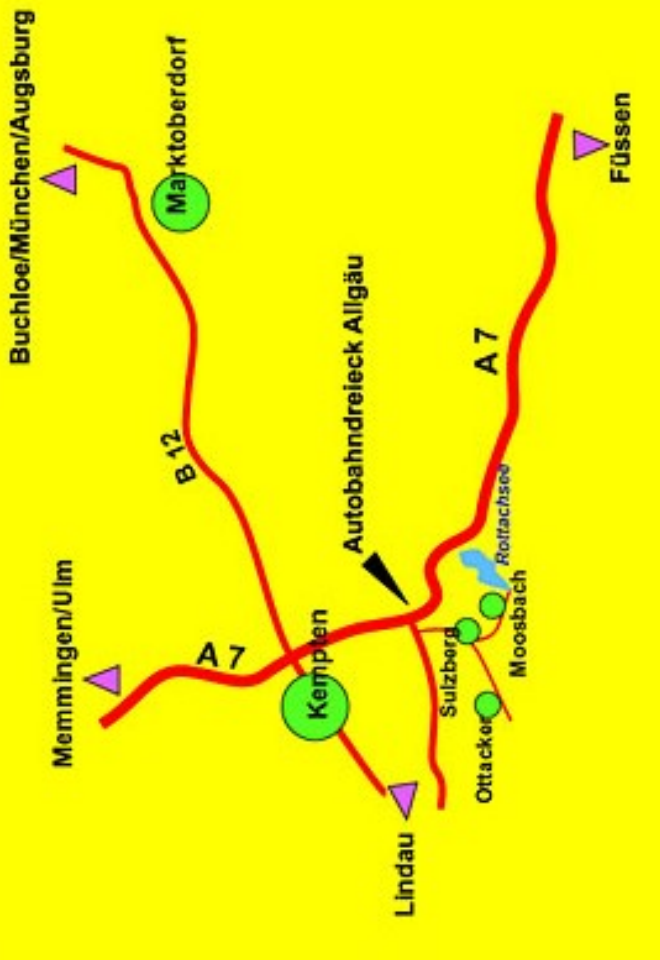 Buchloe/München/Augsburg
Marktoberdorf
Memmingen/Ulm
B 12
A 7
Kempten
Autobahndreieck Allgäu
Lindau
A 7
Sulzberg
Rottachsee
Ottacker
Moosbach
Füssen